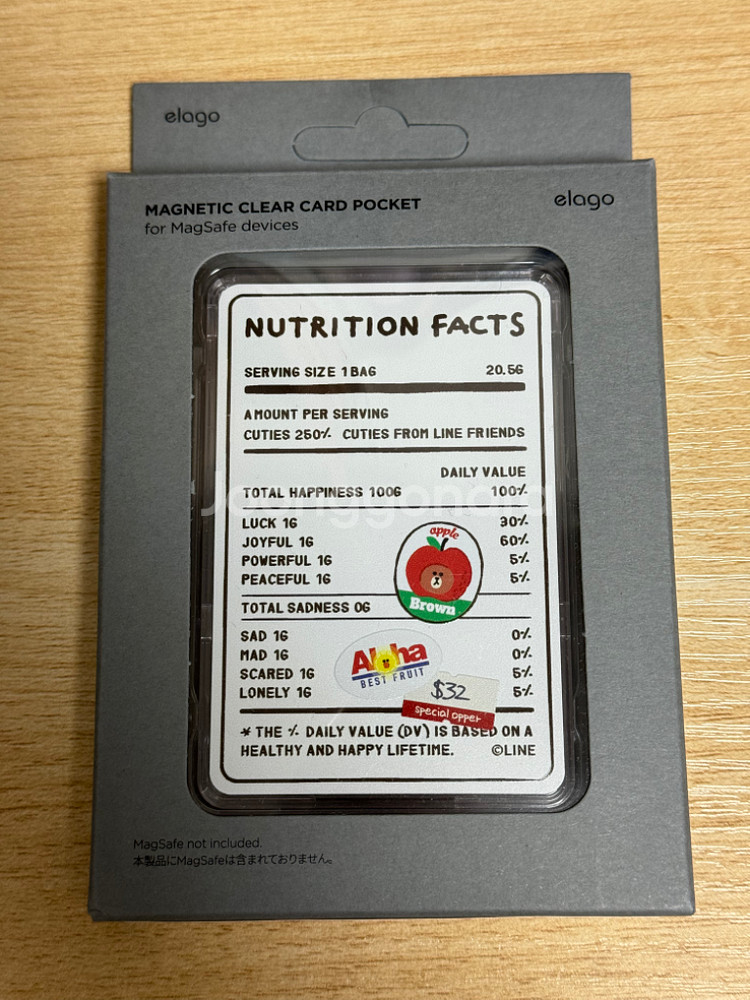 elago
MAGNETIC CLEAR CARD POCKET
for MagSafe devices
elago
NUTRITION FACTS
SERVING SIZE 1 BAG 20.5G
AMOUNT PER SERVING
CUTIES 250% CUTIES FROM LINE FRIENDS
DAILY VALUE
TOTAL HAPPINESS 100G 100%
Joonggonara
LUCK 1G 30%
JOYFUL 1G 60%
POWERFUL 1G 5%
PEACEFUL 1G 5%
apple
Brown
TOTAL SADNESS 0G
SAD 1G 0%
MAD 1G 0%
SCARED 1G 5%
LONELY 1G 5%
Aloha
BEST FRUIT
$32
special opper
* THE % DAILY VALUE (DV) IS BASED ON A
HEALTHY AND HAPPY LIFETIME. ©LINE
MagSafe not included.
本製品にMagSafeは含まれておりません。